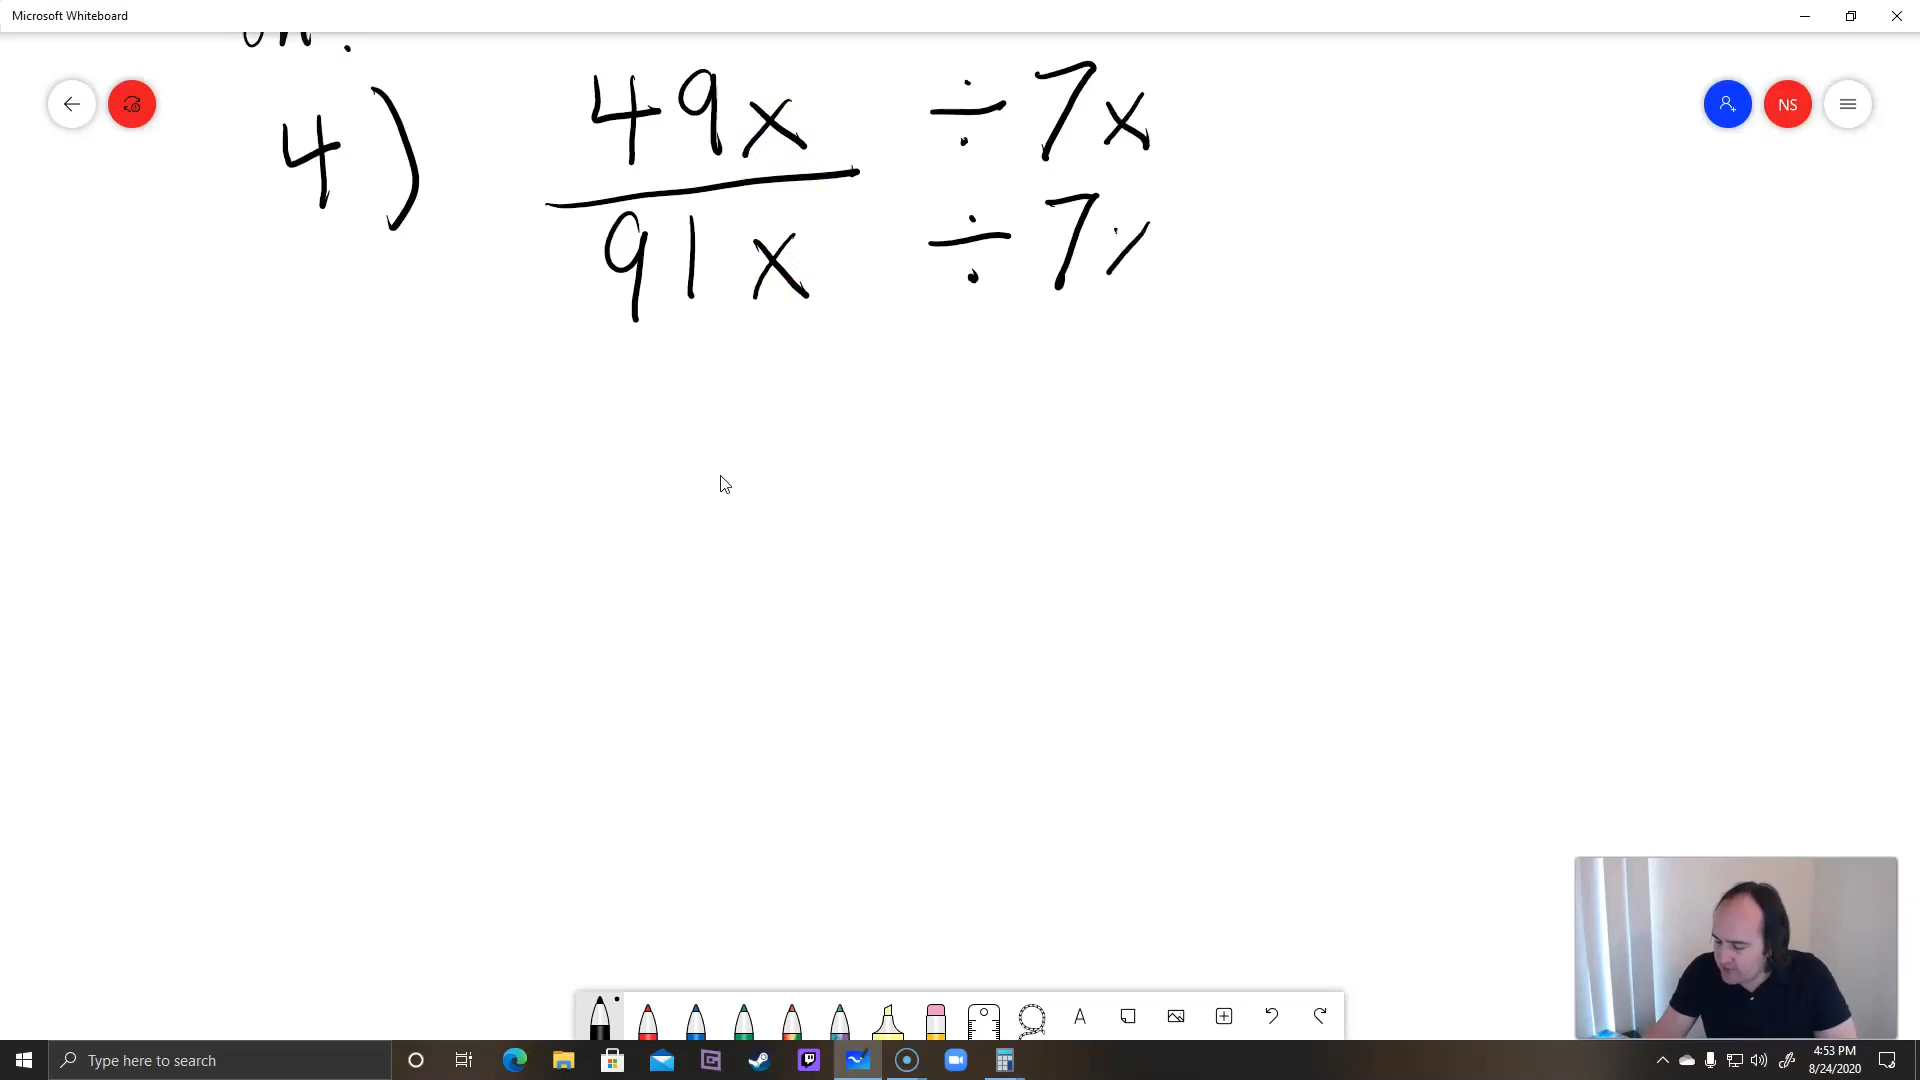 Microsoft Whiteboard
4) 49x ÷ 7x
91x ÷ 7
NS
A
Type here to search
4:53 PM
8/24/2020